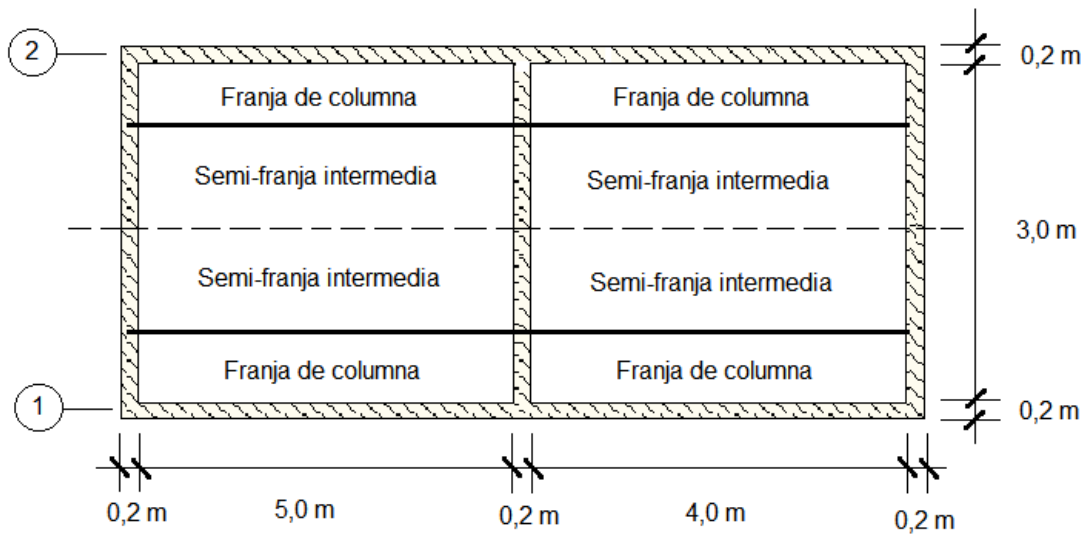 2
0,2 m
Franja de columna
Franja de columna
Semi-franja intermedia
Semi-franja intermedia
3,0 m
Semi-franja intermedia
Semi-franja intermedia
Franja de columna
Franja de columna
1
0,2 m
0,2 m
5,0 m
0,2 m
4,0 m
0,2 m